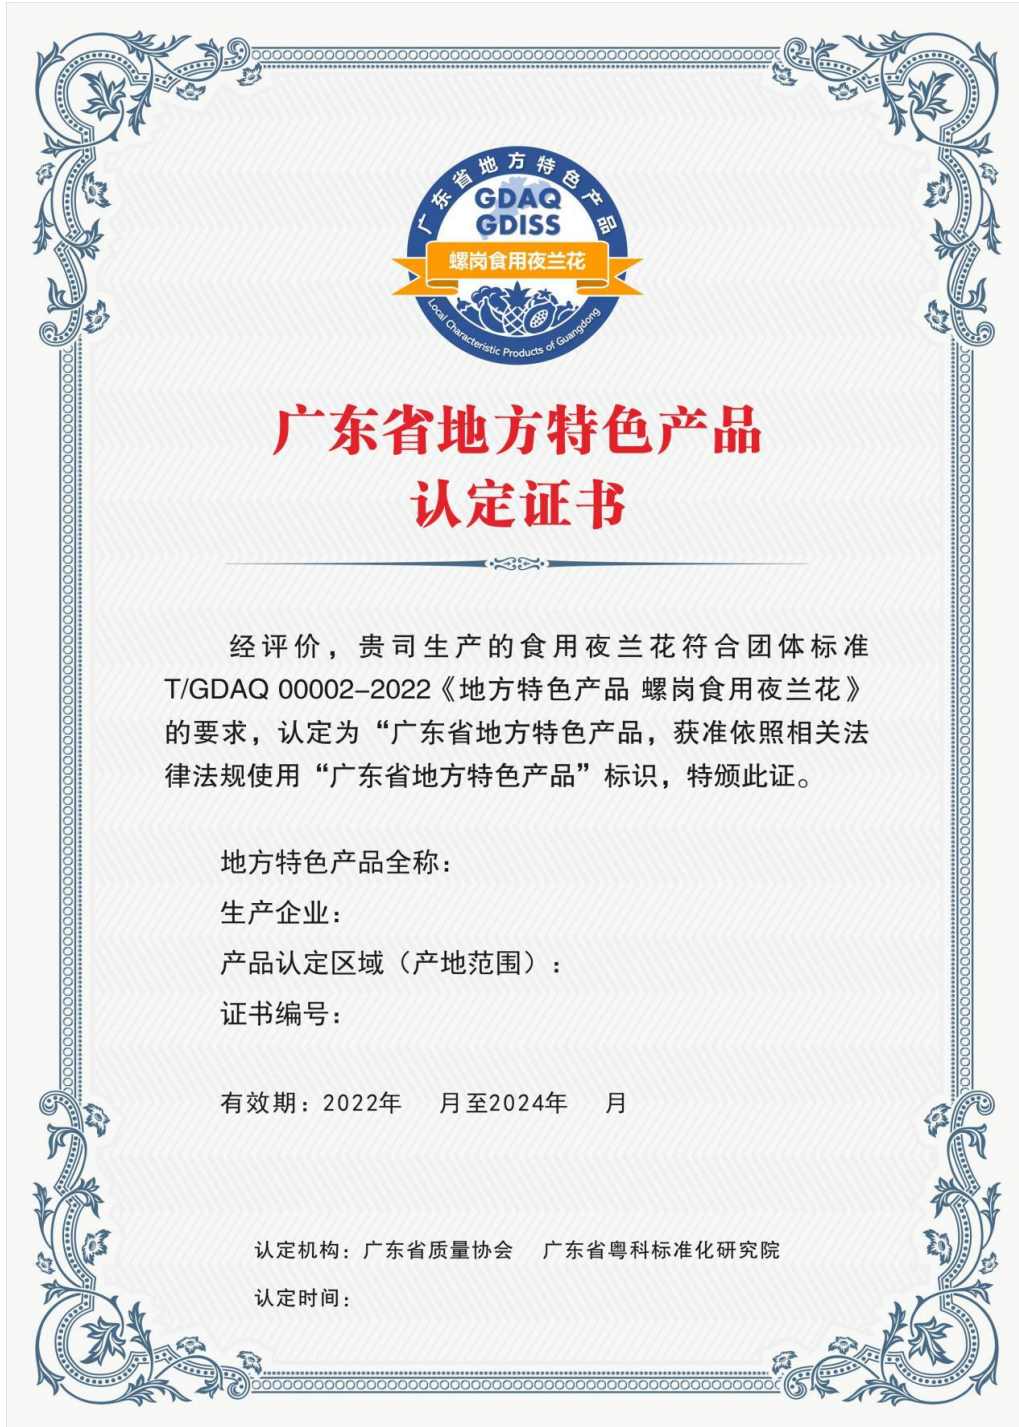 广东省地方特色产品
GDAQ
GDISS
螺岗食用夜兰花
Local Characteristic Products of Guangdong
广东省地方特色产品
认定证书
经评价，贵司生产的食用夜兰花符合团体标准
T/GDAQ 00002-2022《地方特色产品 螺岗食用夜兰花》
的要求，认定为“广东省地方特色产品，获准依照相关法
律法规使用“广东省地方特色产品”标识，特颁此证。
地方特色产品全称：
生产企业：
产品认定区域（产地范围）：
证书编号：
有效期：2022年 月至2024年 月
认定机构：广东省质量协会 广东省粤科标准化研究院
认定时间：